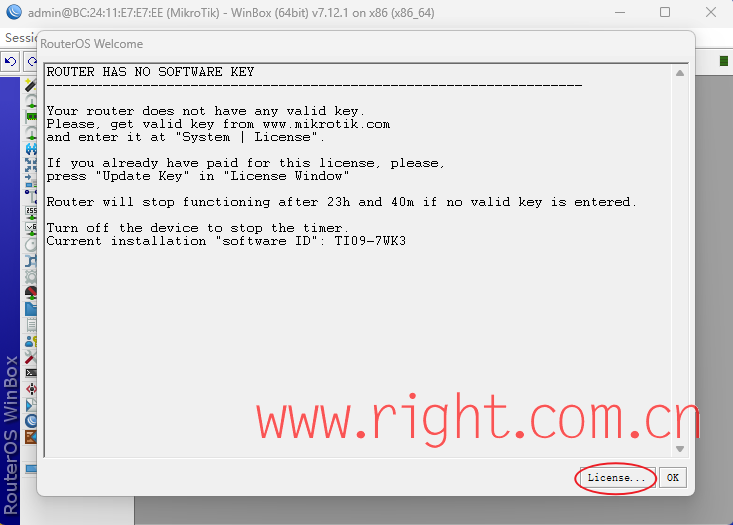 admin@BC:24:11:E7:E7:EE (MikroTik) - WinBox (64bit) v7.12.1 on x86 (x86_64)
RouterOS Welcome
ROUTER HAS NO SOFTWARE KEY
-------------------------------------------------------------------
Your router does not have any valid key.
Please, get valid key from www.mikrotik.com
and enter it at "System | License".
If you already have paid for this license, please,
press "Update Key" in "License Window"
Router will stop functioning after 23h and 40m if no valid key is entered.
Turn off the device to stop the timer.
Current installation "software ID": TI09-7WK3
www.right.com.cn
License...
OK
RouterOS WinBox